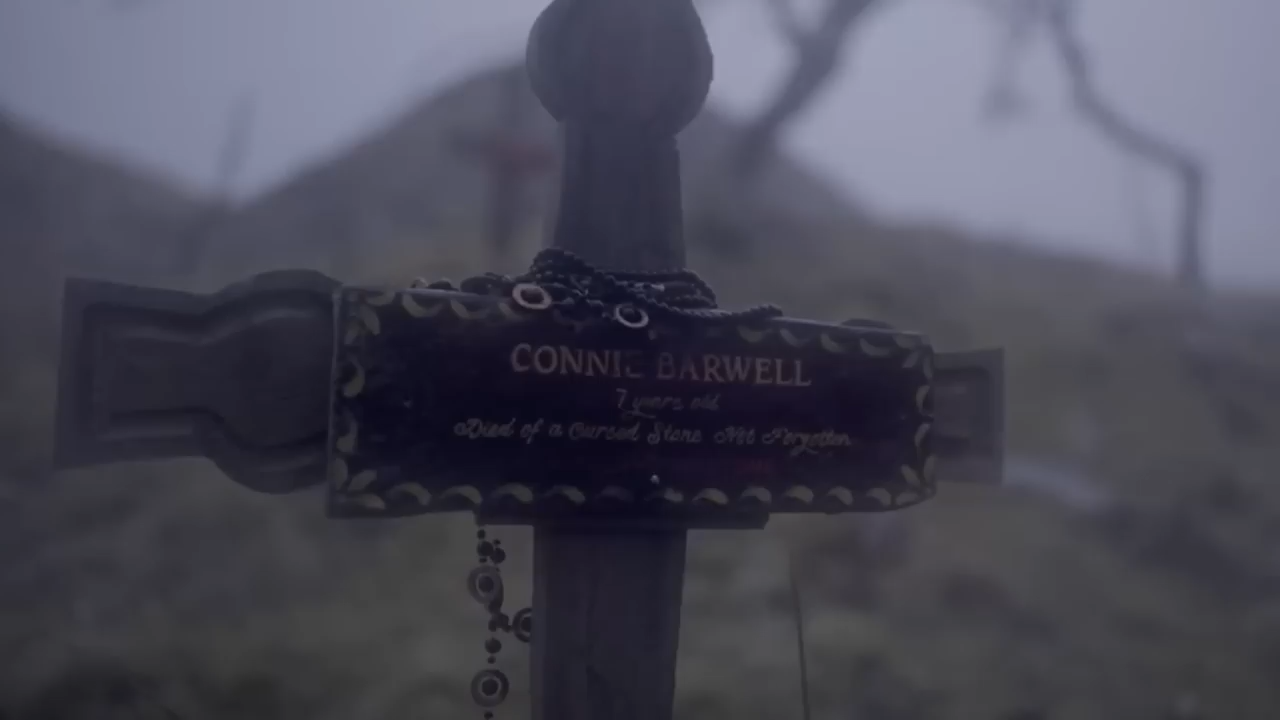 CONNIE BARWELL
7 years old
Died of a Cursed Stone Not Forgotten